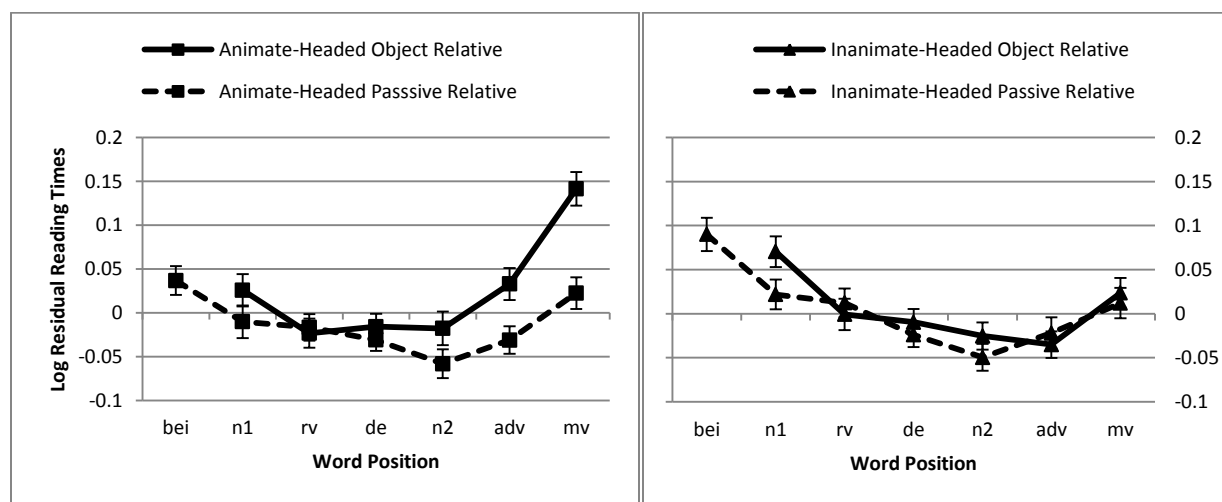 Animate-Headed Object Relative
Animate-Headed Passsive Relative
Log Residual Reading Times
0.2
0.15
0.1
0.05
0
-0.05
-0.1
bei n1 rv de n2 adv mv
Word Position
Inanimate-Headed Object Relative
Inanimate-Headed Passive Relative
0.2
0.15
0.1
0.05
0
-0.05
-0.1
bei n1 rv de n2 adv mv
Word Position